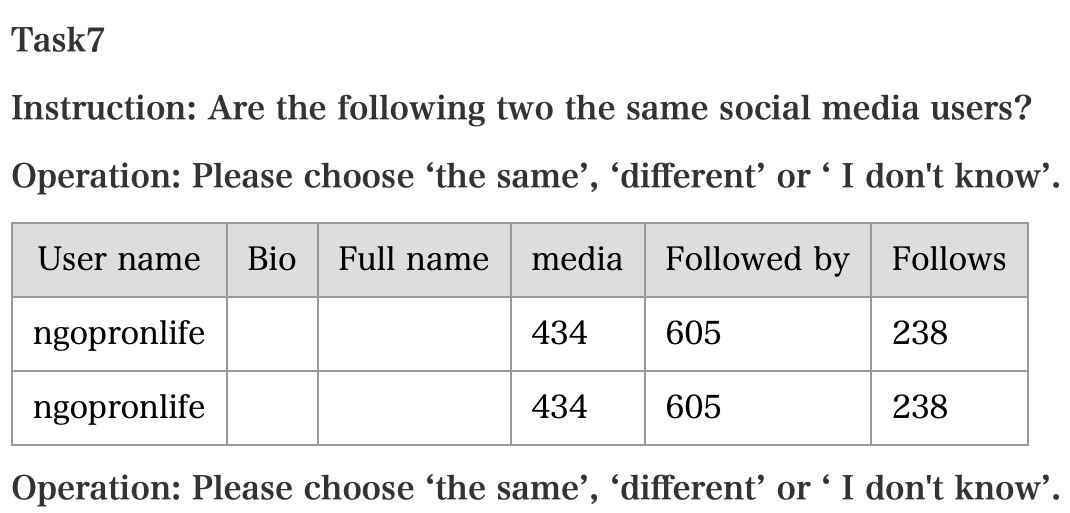 Task7
Instruction: Are the following two the same social media users?
Operation: Please choose ‘the same’, ‘different’ or ‘ I don't know’.
User name Bio Full name media Followed by Follows
ngopronlife 434 605 238
ngopronlife 434 605 238
Operation: Please choose ‘the same’, ‘different’ or ‘ I don't know’.